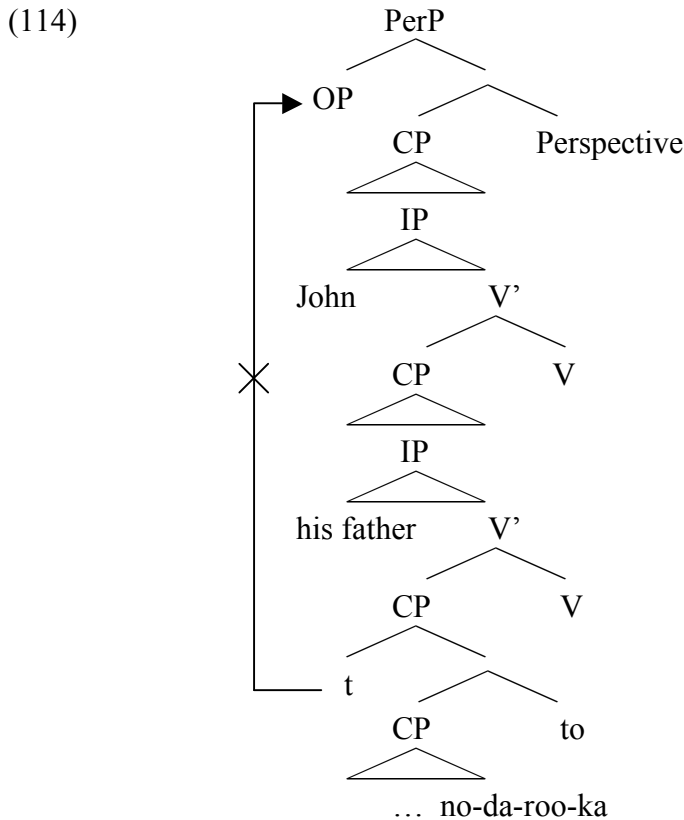 (114) PerP
OP
CP Perspective
IP
John V’
CP V
IP
his father V’
CP V
t
CP to
… no-da-roo-ka